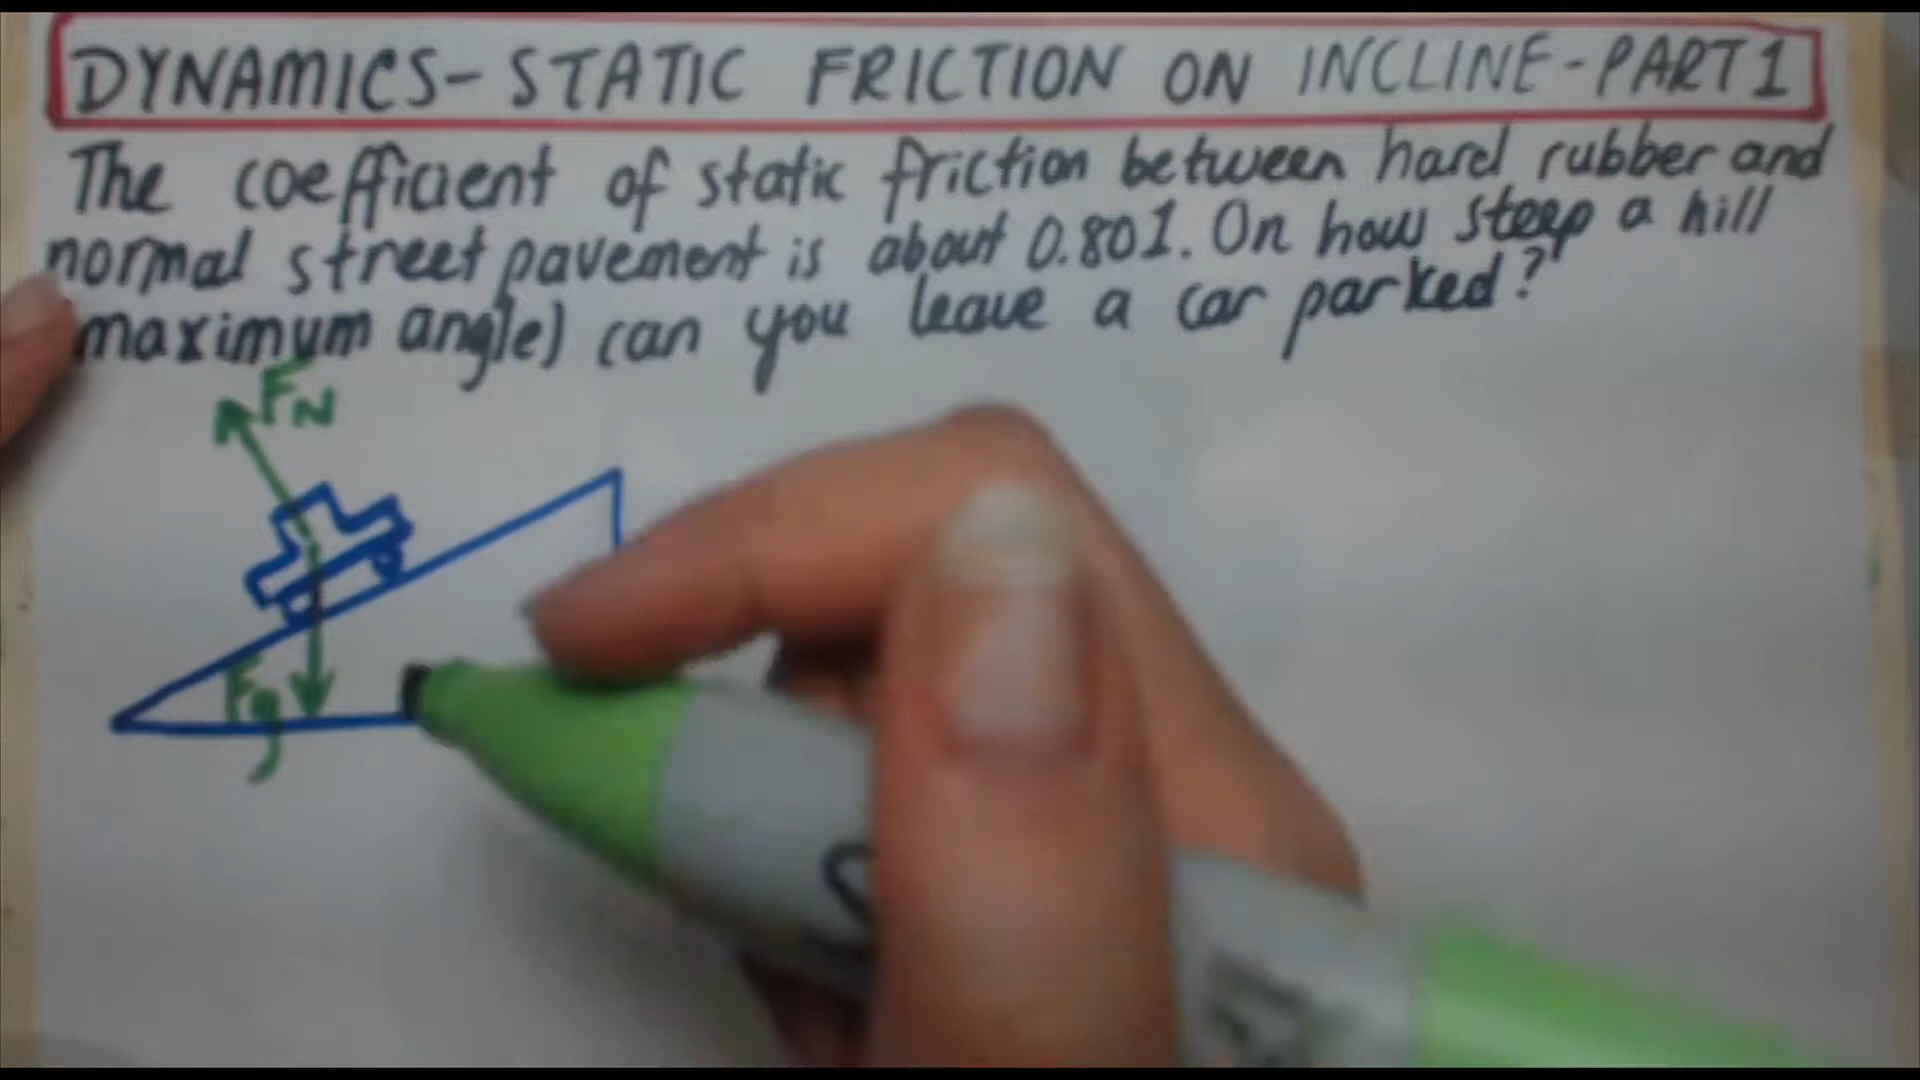 DYNAMICS-STATIC FRICTION ON INCLINE-PART1
The coefficient of static friction between hard rubber and
normal street pavement is about 0.801. On how steep a hill
maximum angle) can you leave a car parked?
FN
Fg